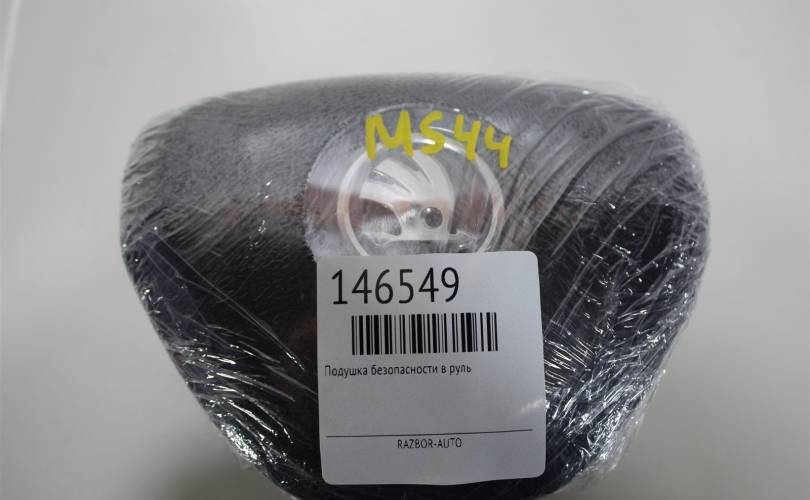 MS44
146549
Подушка безопасности в руль
RAZBOR-AUTO